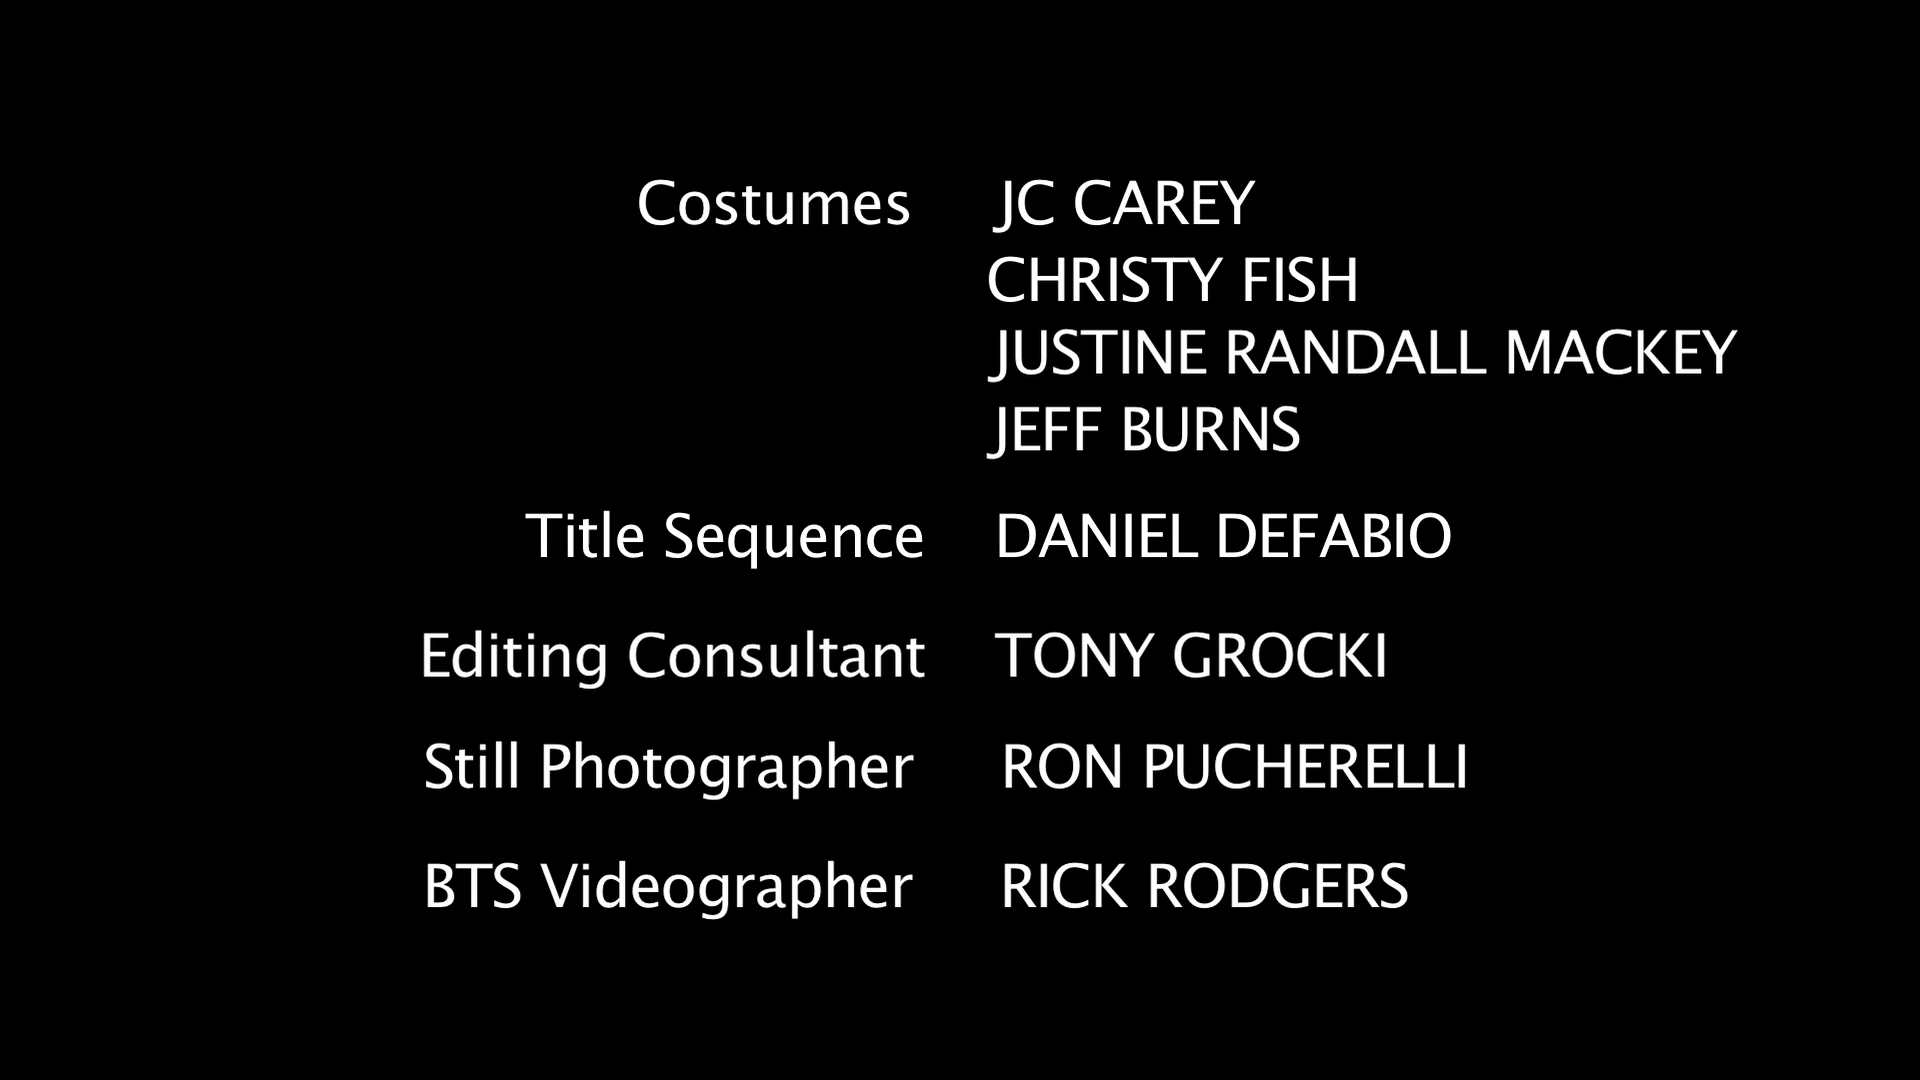 Costumes JC CAREY
CHRISTY FISH
JUSTINE RANDALL MACKEY
JEFF BURNS
Title Sequence DANIEL DEFABIO
Editing Consultant TONY GROCKI
Still Photographer RON PUCHERELLI
BTS Videographer RICK RODGERS